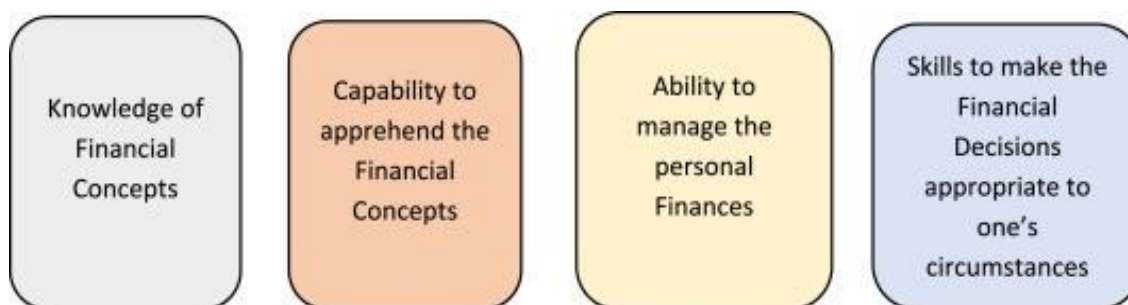 Knowledge of
Financial
Concepts
Capability to
apprehend the
Financial
Concepts
Ability to
manage the
personal
Finances
Skills to make the
Financial
Decisions
appropriate to
one's
circumstances